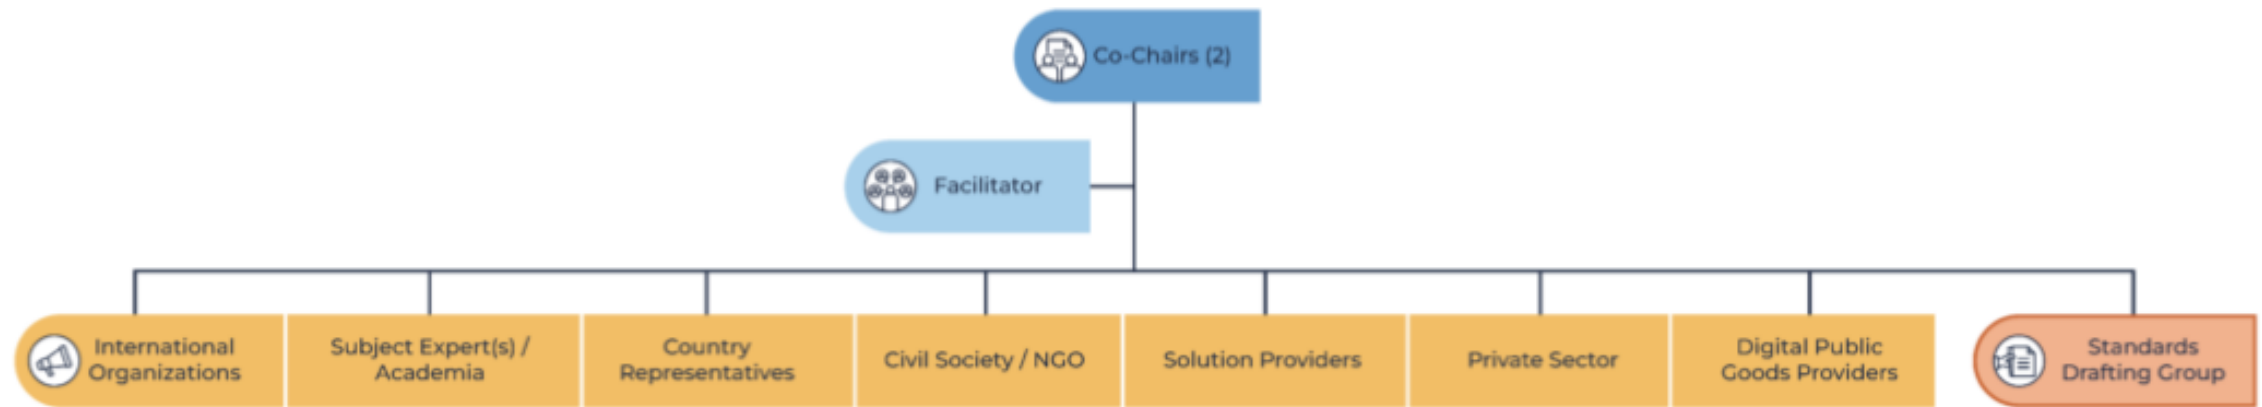 Co-Chairs (2)
Facilitator
International
Organizations
Subject Expert(s) /
Academia
Country
Representatives
Civil Society / NGO
Solution Providers
Private Sector
Digital Public
Goods Providers
Standards
Drafting Group